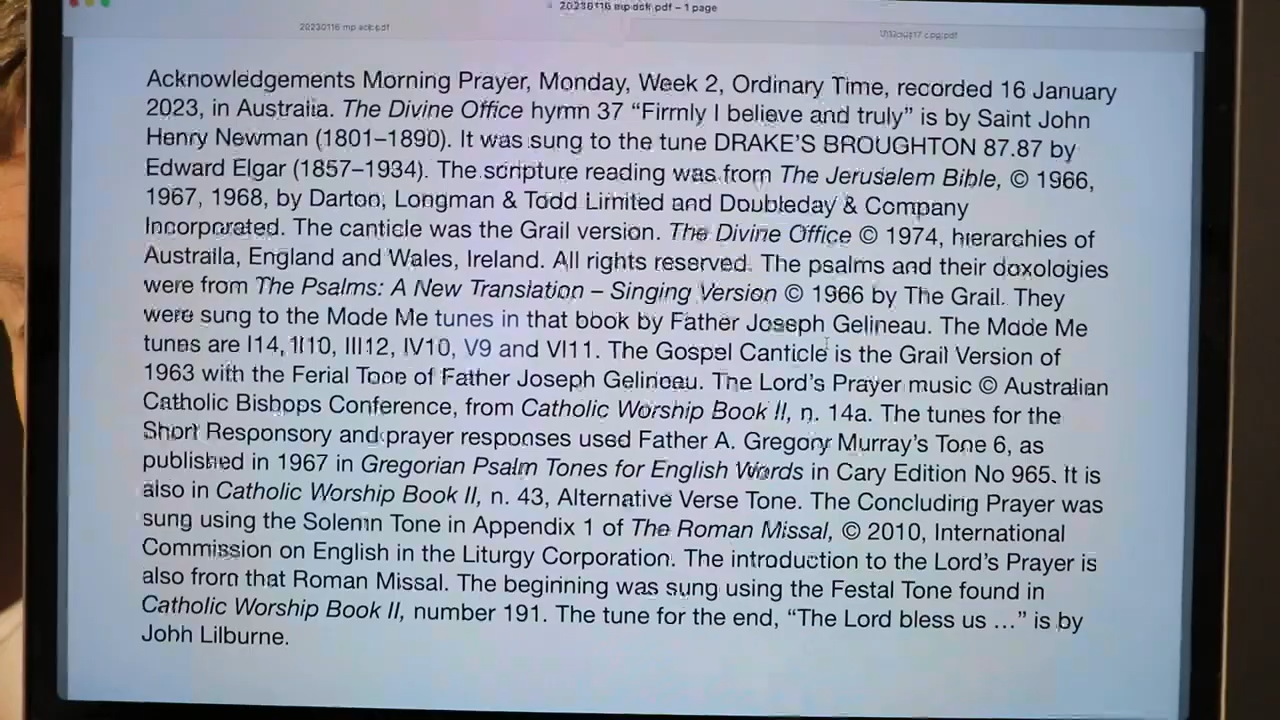 20230116 mp ack.pdf – 1 page
20230116 mp ack.pdf
Acknowledgements Morning Prayer, Monday, Week 2, Ordinary Time, recorded 16 January
2023, in Australia. The Divine Office hymn 37 “Firmly I believe and truly” is by Saint John
Henry Newman (1801–1890). It was sung to the tune DRAKE’S BROUGHTON 87.87 by
Edward Elgar (1857–1934). The scripture reading was from The Jerusalem Bible, © 1966,
1967, 1968, by Darton, Longman & Todd Limited and Doubleday & Company
Incorporated. The canticle was the Grail version. The Divine Office © 1974, hierarchies of
Austraila, England and Wales, Ireland. All rights reserved. The psalms and their doxologies
were from The Psalms: A New Translation – Singing Version © 1966 by The Grail. They
were sung to the Mode Me tunes in that book by Father Joseph Gelineau. The Mode Me
tunes are I14, II10, III12, IV10, V9 and VI11. The Gospel Canticle is the Grail Version of
1963 with the Ferial Tone of Father Joseph Gelineau. The Lord’s Prayer music © Australian
Catholic Bishops Conference, from Catholic Worship Book II, n. 14a. The tunes for the
Short Responsory and prayer responses used Father A. Gregory Murray’s Tone 6, as
published in 1967 in Gregorian Psalm Tones for English Words in Cary Edition No 965. It is
also in Catholic Worship Book II, n. 43, Alternative Verse Tone. The Concluding Prayer was
sung using the Solemn Tone in Appendix 1 of The Roman Missal, © 2010, International
Commission on English in the Liturgy Corporation. The introduction to the Lord’s Prayer is
also from that Roman Missal. The beginning was sung using the Festal Tone found in
Catholic Worship Book II, number 191. The tune for the end, “The Lord bless us …” is by
John Lilburne.